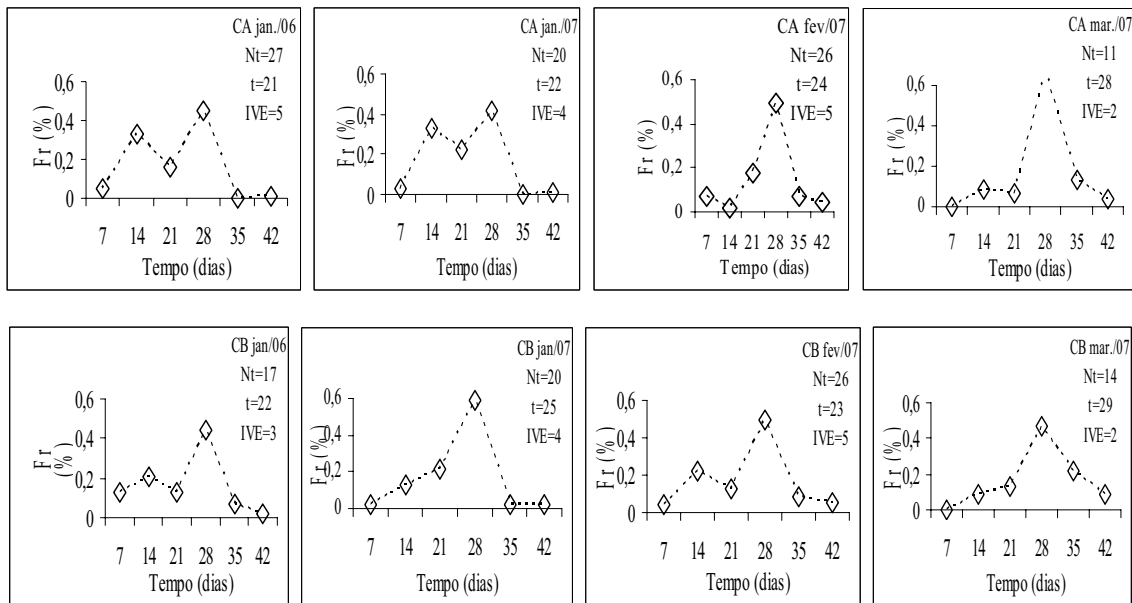 CA jan./06
Nt=27
t=21
IVE=5
Fr (%)
0,6
0,4
0,2
0
7 14 21 28 35 42
Tempo (dias)
CA jan./07
Nt=20
t=22
IVE=4
Fr (%)
0,6
0,4
0,2
0
7 14 21 28 35 42
Tempo (dias)
CA fev/07
Nt=26
t=24
IVE=5
Fr (%)
0,6
0,4
0,2
0
7 14 21 28 35 42
Tempo (dias)
CA mar./07
Nt=11
t=28
IVE=2
Fr (%)
0,6
0,4
0,2
0
7 14 21 28 35 42
Tempo (dias)
CB jan/06
Nt=17
t=22
IVE=3
Fr
(%)
0,6
0,4
0,2
0
7 14 21 28 35 42
Tempo (dias)
CB jan/07
Nt=20
t=25
IVE=4
Fr (%)
0,6
0,4
0,2
0
7 14 21 28 35 42
Tempo (dias)
CB fev/07
Nt=26
t=23
IVE=5
Fr (%)
0,6
0,4
0,2
0
7 14 21 28 35 42
Tempo (dias)
CB mar./07
Nt=14
t=29
IVE=2
Fr (%)
0,6
0,4
0,2
0
7 14 21 28 35 42
Tempo (dias)